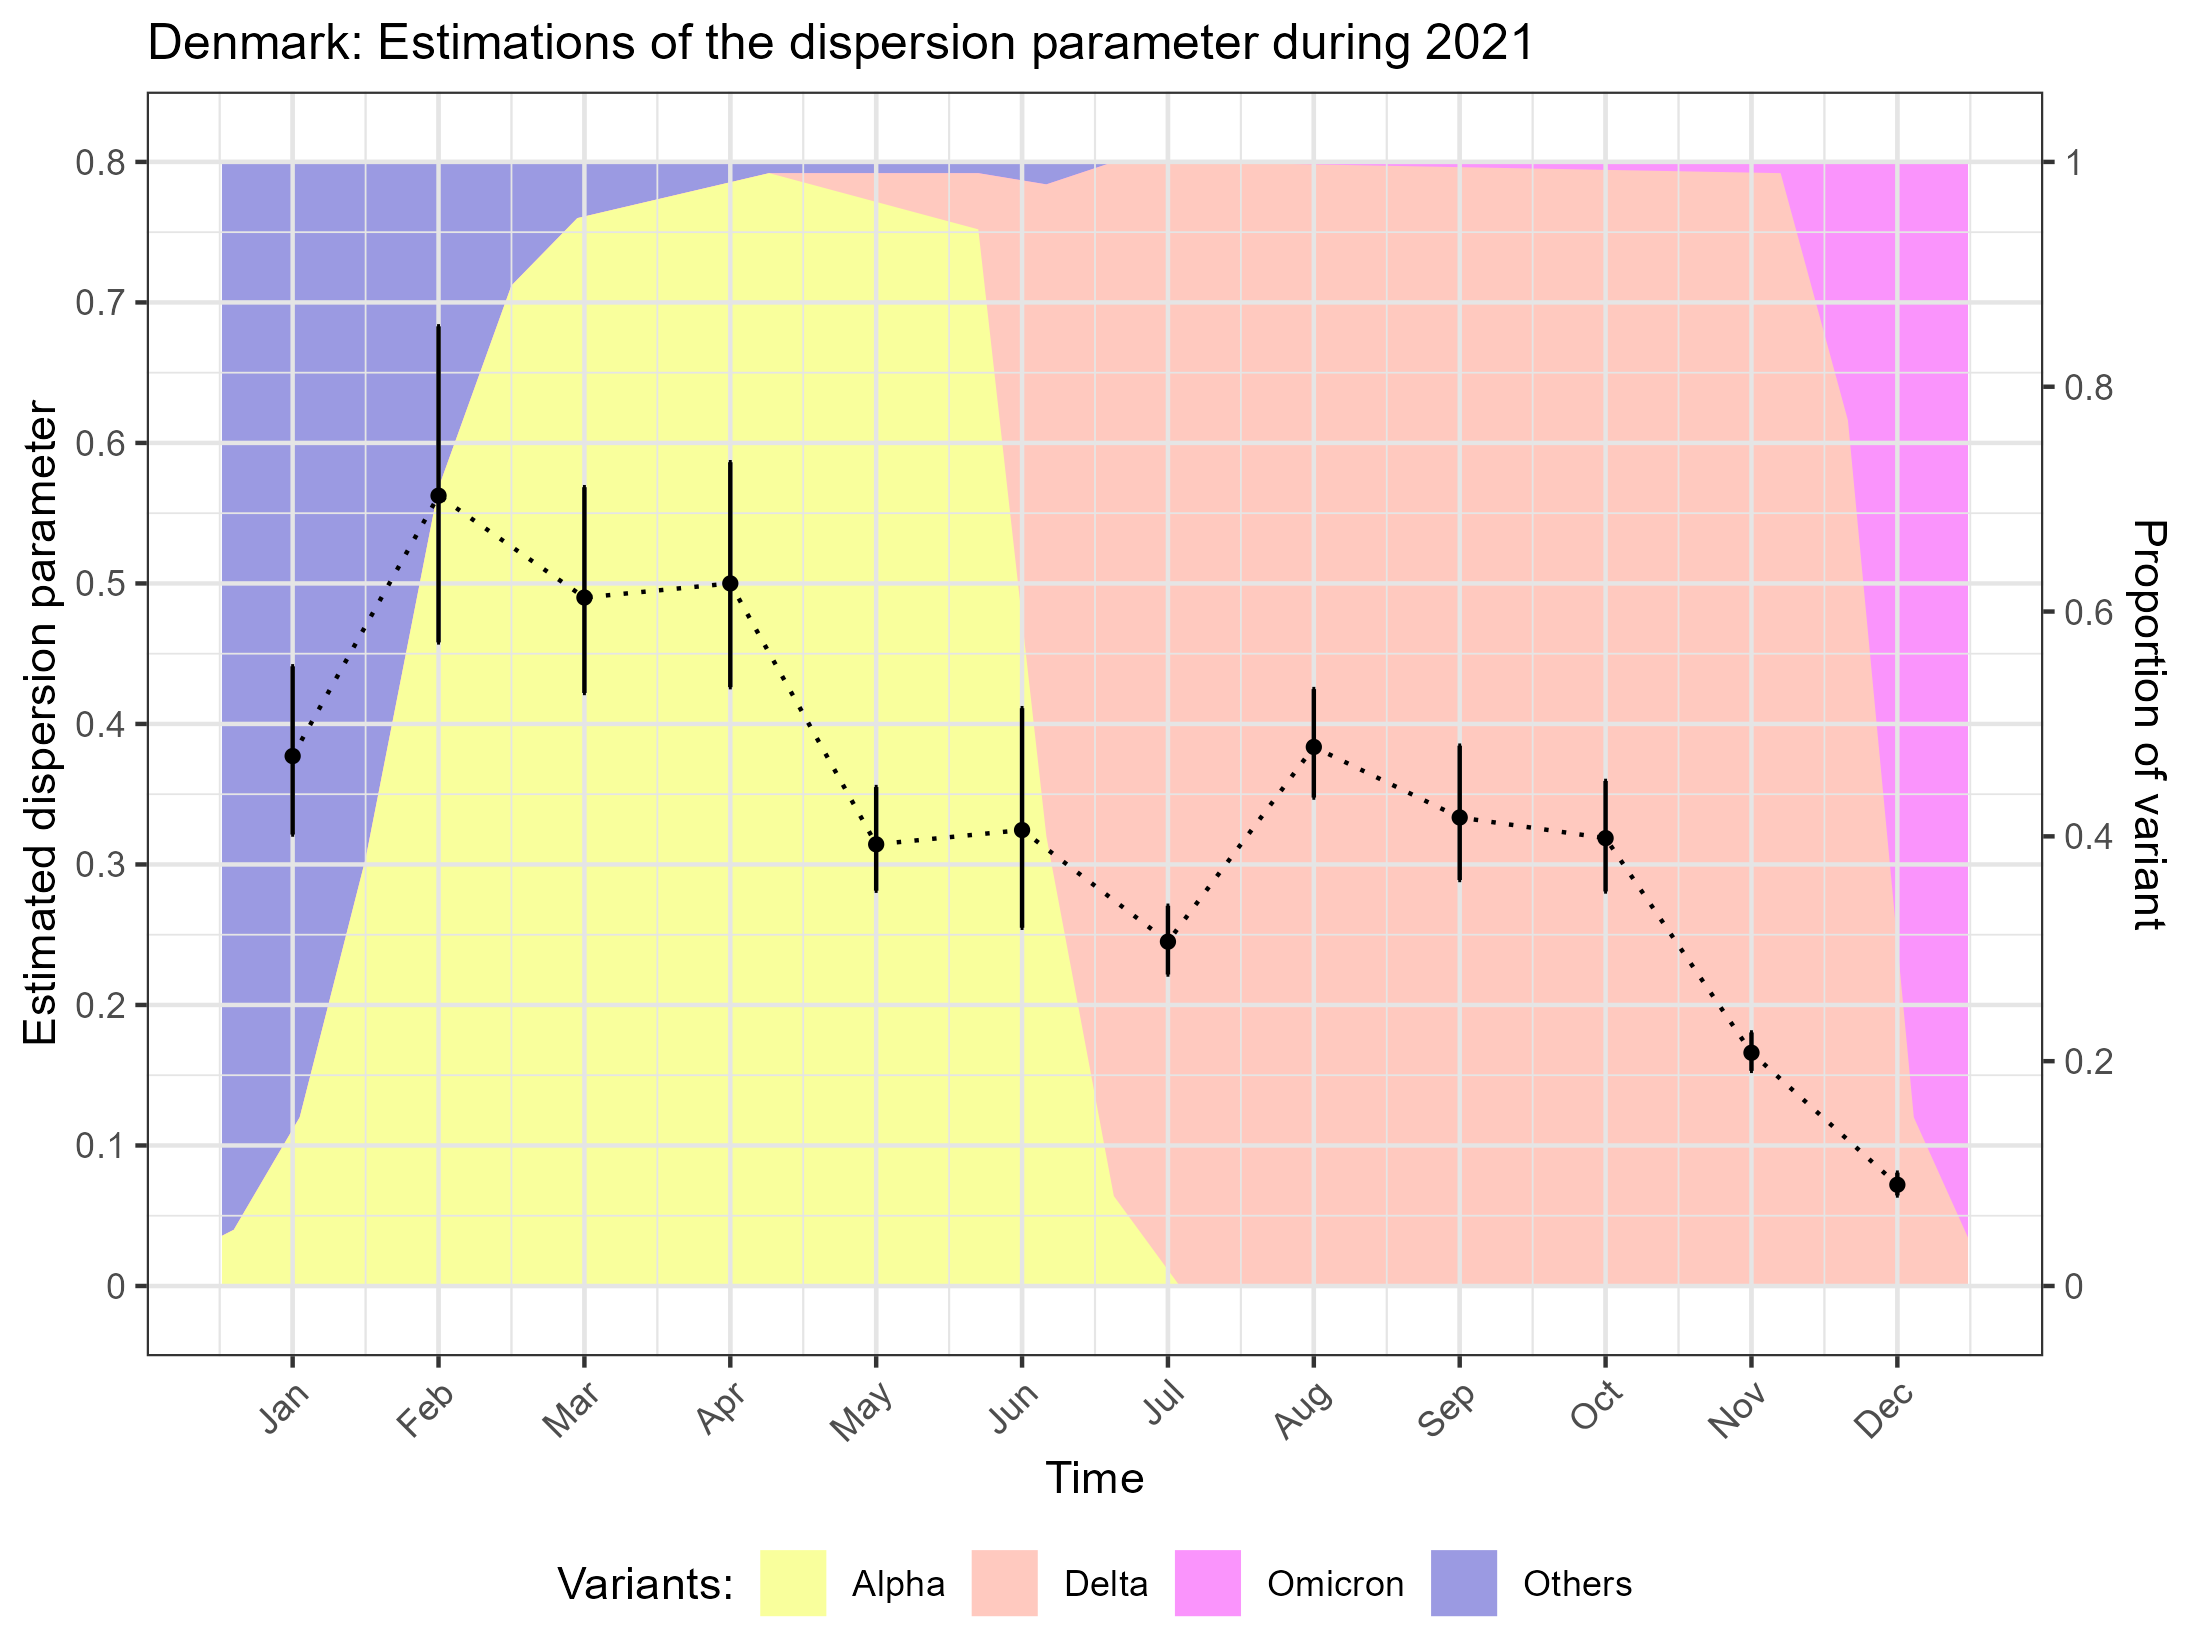 Denmark: Estimations of the dispersion parameter during 2021
Estimated dispersion parameter
0.8
0.7
0.6
0.5
0.4
0.3
0.2
0.1
0
1
0.8
0.6
0.4
0.2
0
Proportion of variant
Jan Feb Mar Apr May Jun Jul Aug Sep Oct Nov Dec
Time
Variants: Alpha Delta Omicron Others